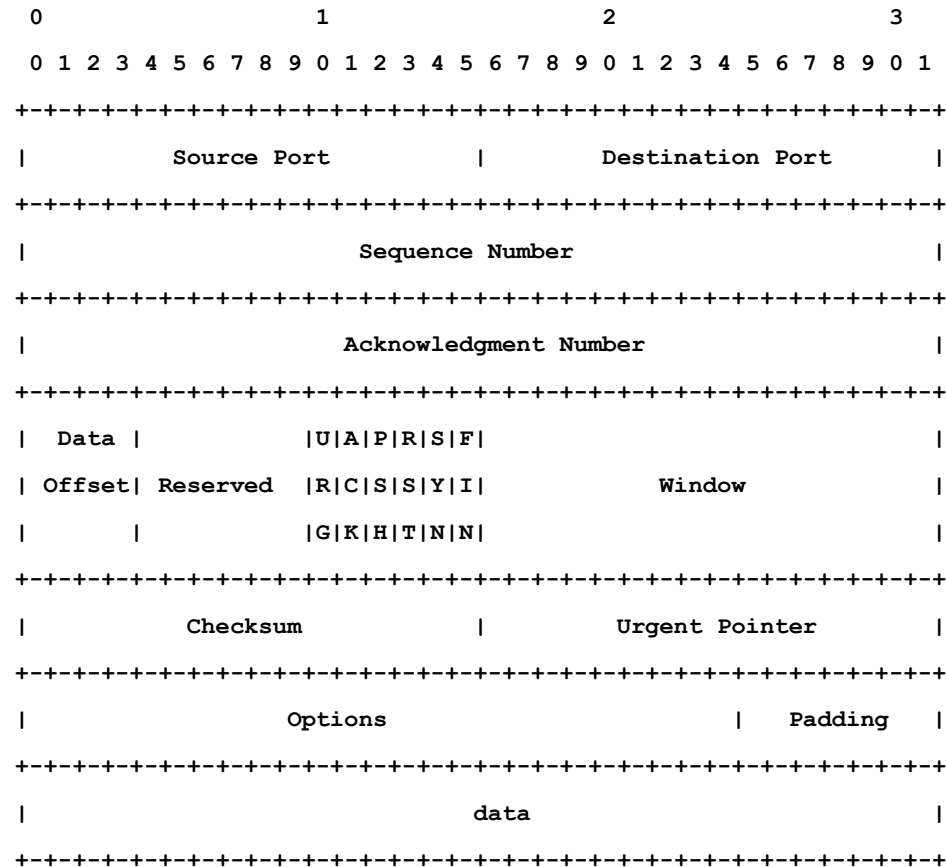 0                   1                   2                   3
0 1 2 3 4 5 6 7 8 9 0 1 2 3 4 5 6 7 8 9 0 1 2 3 4 5 6 7 8 9 0 1
+-+-+-+-+-+-+-+-+-+-+-+-+-+-+-+-+-+-+-+-+-+-+-+-+-+-+-+-+-+-+-+-+
|          Source Port          |       Destination Port        |
+-+-+-+-+-+-+-+-+-+-+-+-+-+-+-+-+-+-+-+-+-+-+-+-+-+-+-+-+-+-+-+-+
|                       Sequence Number                         |
+-+-+-+-+-+-+-+-+-+-+-+-+-+-+-+-+-+-+-+-+-+-+-+-+-+-+-+-+-+-+-+-+
|                      Acknowledgment Number                    |
+-+-+-+-+-+-+-+-+-+-+-+-+-+-+-+-+-+-+-+-+-+-+-+-+-+-+-+-+-+-+-+-+
|  Data |           |U|A|P|R|S|F|                               |
| Offset| Reserved  |R|C|S|S|Y|I|            Window             |
|       |           |G|K|H|T|N|N|                               |
+-+-+-+-+-+-+-+-+-+-+-+-+-+-+-+-+-+-+-+-+-+-+-+-+-+-+-+-+-+-+-+-+
|           Checksum            |         Urgent Pointer        |
+-+-+-+-+-+-+-+-+-+-+-+-+-+-+-+-+-+-+-+-+-+-+-+-+-+-+-+-+-+-+-+-+
|                  Options                        |   Padding   |
+-+-+-+-+-+-+-+-+-+-+-+-+-+-+-+-+-+-+-+-+-+-+-+-+-+-+-+-+-+-+-+-+
|                               data                            |
+-+-+-+-+-+-+-+-+-+-+-+-+-+-+-+-+-+-+-+-+-+-+-+-+-+-+-+-+-+-+-+-+